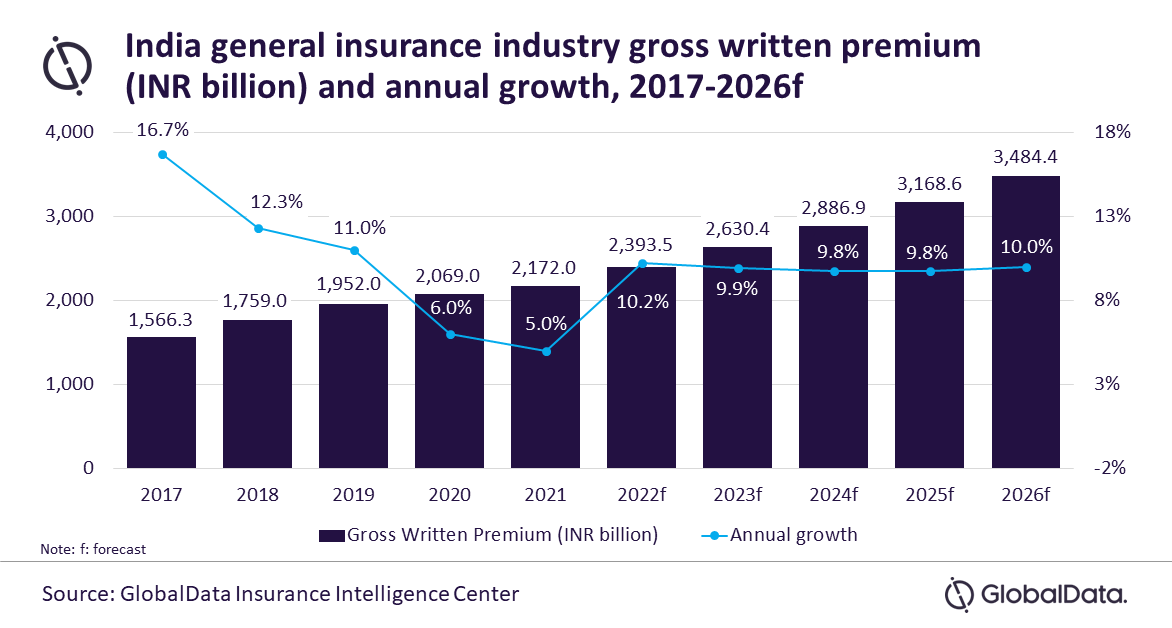 India general insurance industry gross written premium
(INR billion) and annual growth, 2017-2026f
4,000
3,000
2,000
1,000
0
18%
13%
8%
3%
-2%
16.7%
12.3%
11.0%
6.0%
5.0%
10.2%
9.9%
9.8%
9.8%
10.0%
1,566.3
1,759.0
1,952.0
2,069.0
2,172.0
2,393.5
2,630.4
2,886.9
3,168.6
3,484.4
2017
2018
2019
2020
2021
2022f
2023f
2024f
2025f
2026f
Gross Written Premium (INR billion)
Annual growth
Note: f: forecast
Source: GlobalData Insurance Intelligence Center
GlobalData.